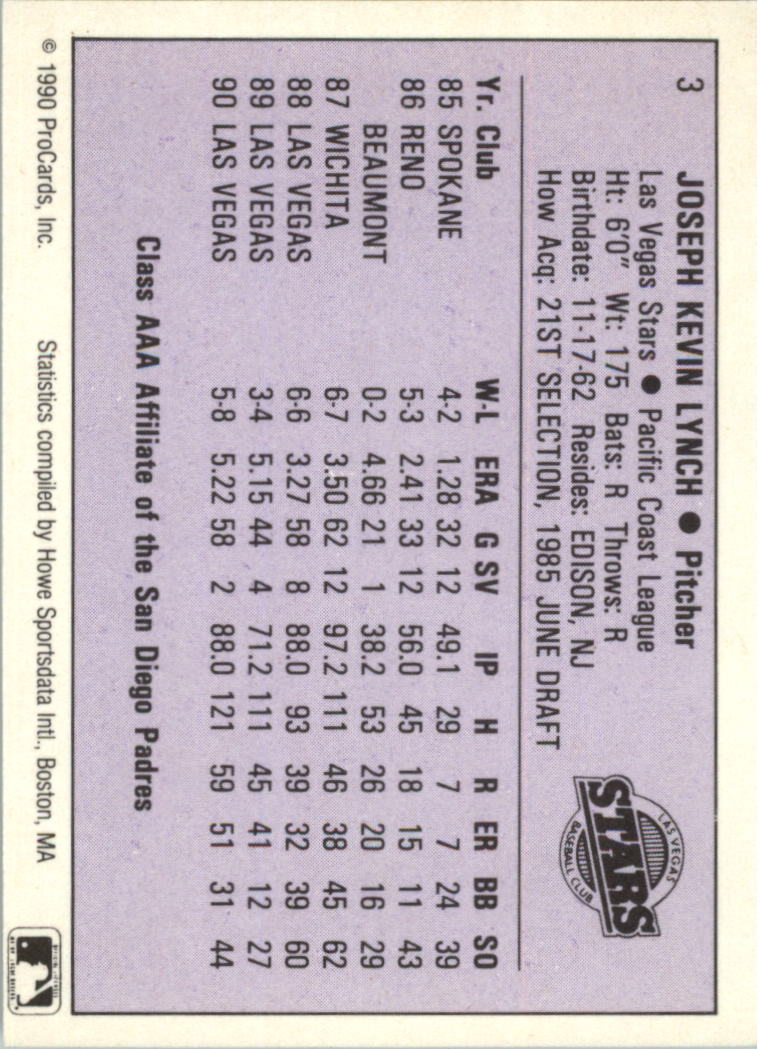 3
JOSEPH KEVIN LYNCH ● Pitcher
Las Vegas Stars ● Pacific Coast League
Ht: 6'0" Wt: 175 Bats: R Throws: R
Birthdate: 11-17-62 Resides: EDISON, NJ
How Acq: 21ST SELECTION, 1985 JUNE DRAFT
LAS VEGAS
STARS
BASEBALL CLUB
Yr. Club W-L ERA G SV IP H R ER BB SO
85 SPOKANE 4-2 1.28 32 12 49.1 29 7 7 24 39
86 RENO 5-3 2.41 33 12 56.0 45 18 15 11 43
BEAUMONT 0-2 4.66 21 1 38.2 53 26 20 16 29
87 WICHITA 6-7 3.50 62 12 97.2 111 46 38 45 62
88 LAS VEGAS 6-6 3.27 58 8 88.0 93 39 32 39 60
89 LAS VEGAS 3-4 5.15 44 4 71.2 111 45 41 12 27
90 LAS VEGAS 5-8 5.22 58 2 88.0 121 59 51 31 44
Class AAA Affiliate of the San Diego Padres
© 1990 ProCards, Inc. Statistics compiled by Howe Sportsdata Intl., Boston, MA